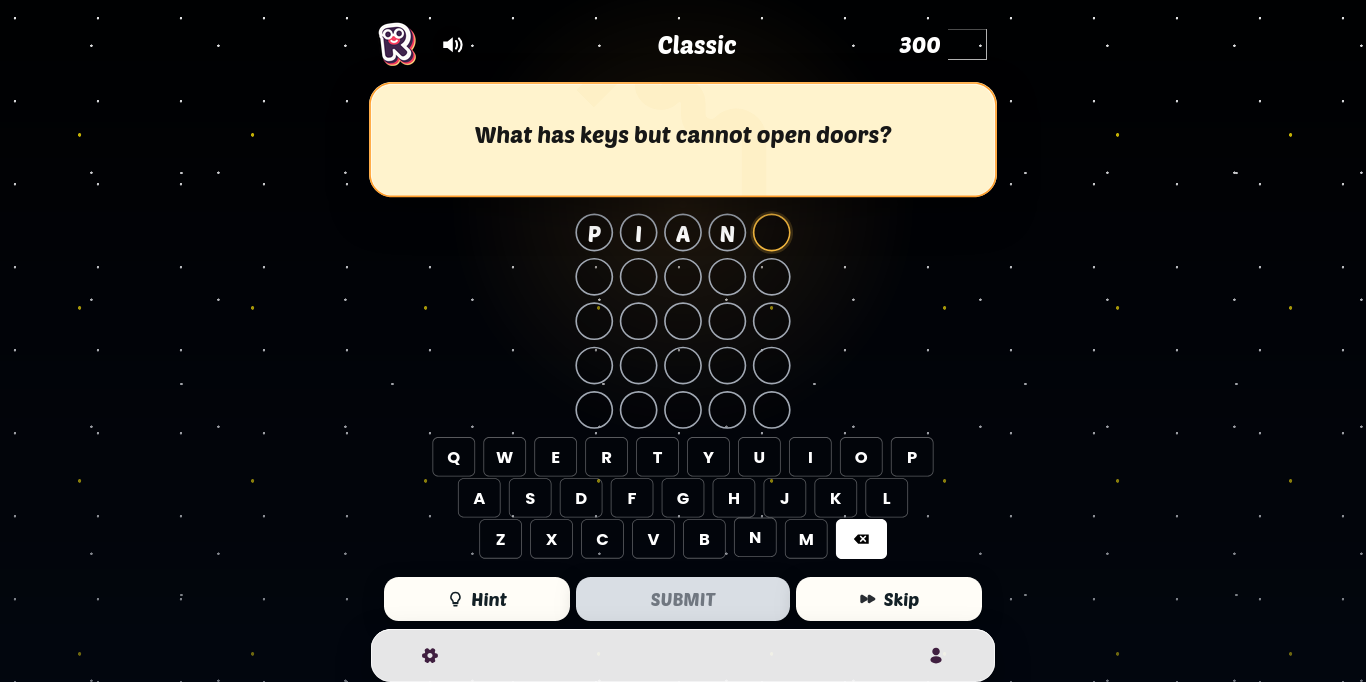 Classic
300
What has keys but cannot open doors?
P I A N
Q W E R T Y U I O P
A S D F G H J K L
Z X C V B N M
Hint SUBMIT Skip